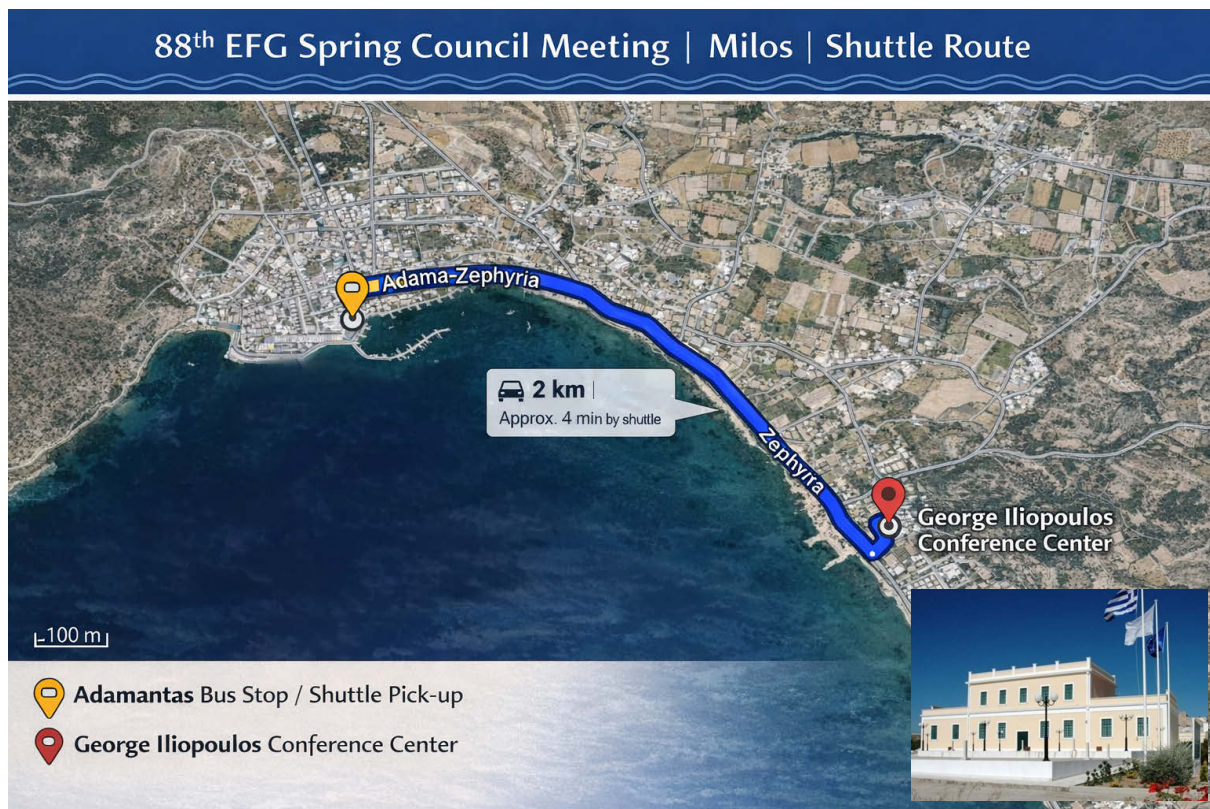 88th EFG Spring Council Meeting | Milos | Shuttle Route
Adama-Zephyria
2 km
Approx. 4 min by shuttle
Zephyria
George Iliopoulos
Conference Center
100 m
Adamantas Bus Stop / Shuttle Pick-up
George Iliopoulos Conference Center